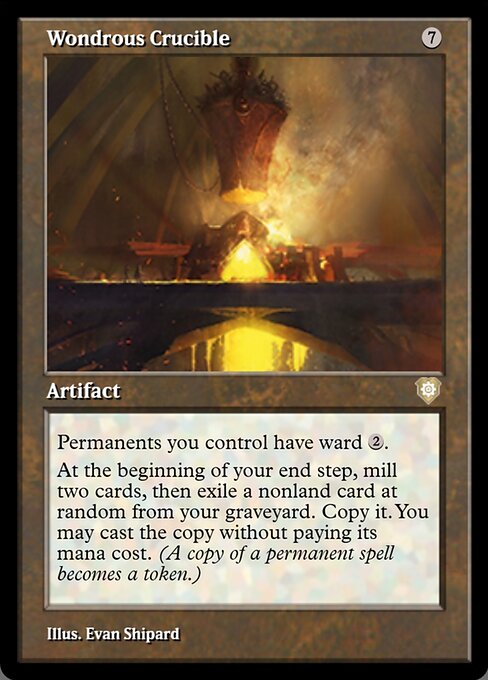 Wondrous Crucible 7
Artifact
Permanents you control have ward 2.
At the beginning of your end step, mill
two cards, then exile a nonland card at
random from your graveyard. Copy it. You
may cast the copy without paying its
mana cost. (A copy of a permanent spell
becomes a token.)
Illus. Evan Shipard